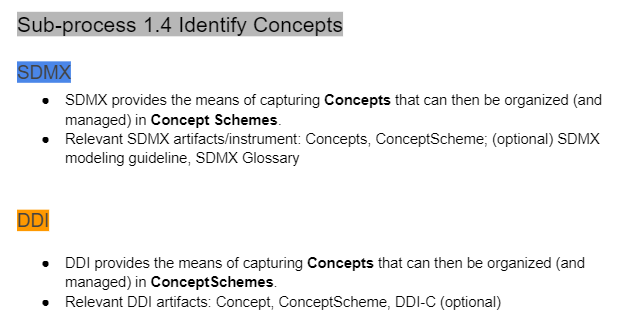 Sub-process 1.4 Identify Concepts
SDMX
● SDMX provides the means of capturing Concepts that can then be organized (and
managed) in Concept Schemes.
● Relevant SDMX artifacts/instrument: Concepts, ConceptScheme; (optional) SDMX
modeling guideline, SDMX Glossary
DDI
● DDI provides the means of capturing Concepts that can then be organized (and
managed) in ConceptSchemes.
● Relevant DDI artifacts: Concept, ConceptScheme, DDI-C (optional)